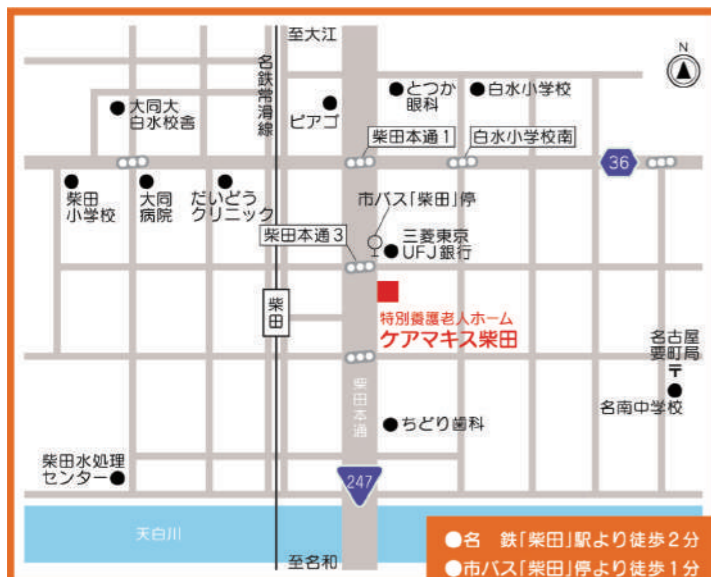 至大江
N
名鉄常滑線
大同大
白水校舎
ピアゴ
とつか
眼科
白水小学校
柴田本通1
白水小学校南
36
柴田
小学校
大同
病院
だいどう
クリニック
市バス「柴田」停
柴田本通3
三菱東京
UFJ銀行
柴田
特別養護老人ホーム
ケアマキス柴田
名古屋
要町局
〒
名南中学校
柴田本通
ちどり歯科
柴田水処理
センター
247
天白川
至名和
●名　鉄「柴田」駅より徒歩2分
●市バス「柴田」停より徒歩1分